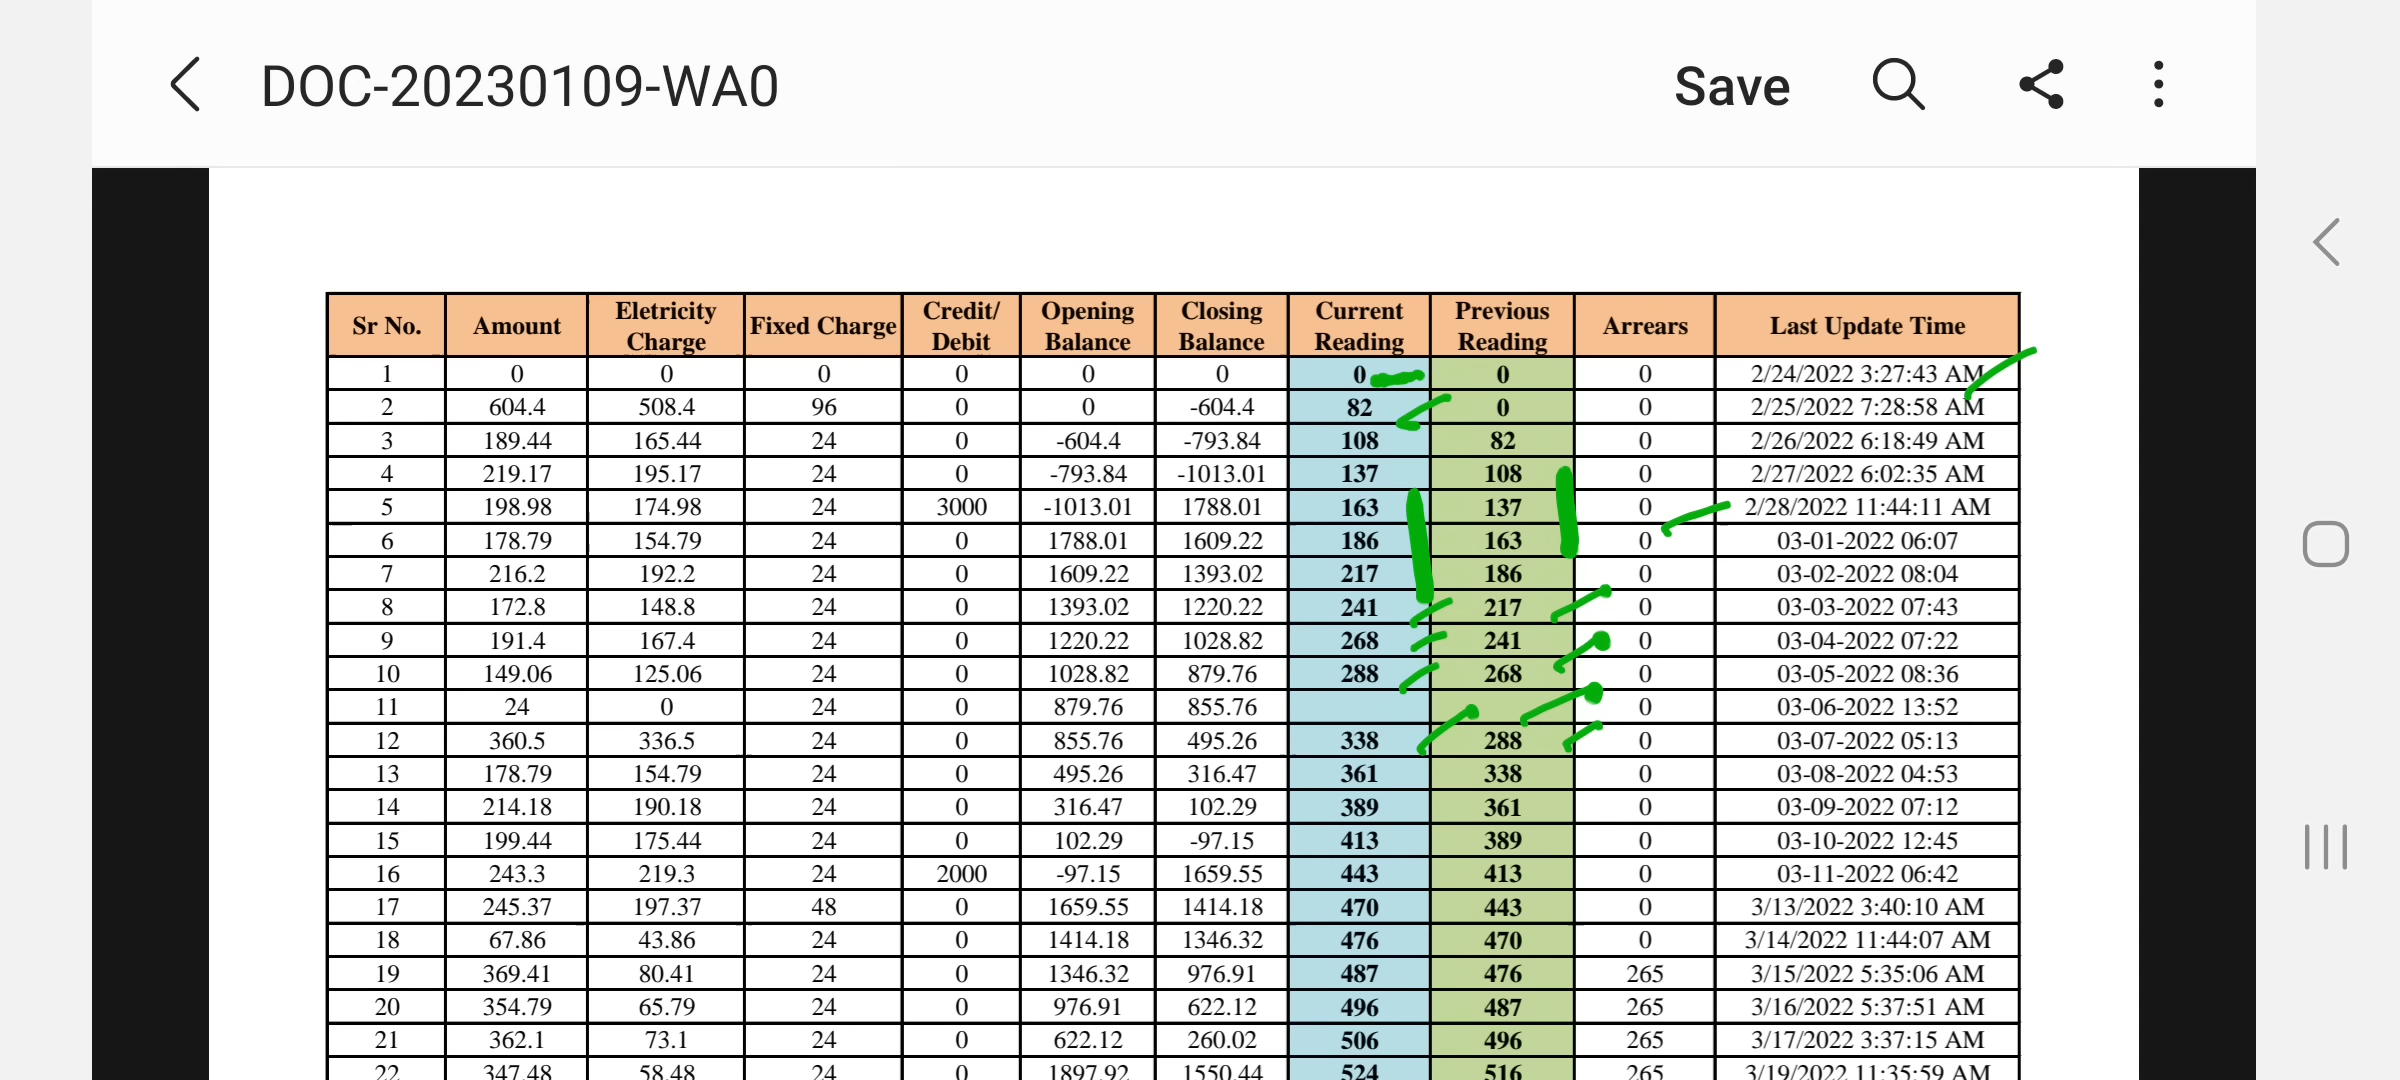 DOC-20230109-WA0 Save
Sr No. Amount Eletricity Charge Fixed Charge Credit/ Debit Opening Balance Closing Balance Current Reading Previous Reading Arrears Last Update Time
1 0 0 0 0 0 0 0 0 0 2/24/2022 3:27:43 AM
2 604.4 508.4 96 0 0 -604.4 82 0 0 2/25/2022 7:28:58 AM
3 189.44 165.44 24 0 -604.4 -793.84 108 82 0 2/26/2022 6:18:49 AM
4 219.17 195.17 24 0 -793.84 -1013.01 137 108 0 2/27/2022 6:02:35 AM
5 198.98 174.98 24 3000 -1013.01 1788.01 163 137 0 2/28/2022 11:44:11 AM
6 178.79 154.79 24 0 1788.01 1609.22 186 163 0 03-01-2022 06:07
7 216.2 192.2 24 0 1609.22 1393.02 217 186 0 03-02-2022 08:04
8 172.8 148.8 24 0 1393.02 1220.22 241 217 0 03-03-2022 07:43
9 191.4 167.4 24 0 1220.22 1028.82 268 241 0 03-04-2022 07:22
10 149.06 125.06 24 0 1028.82 879.76 288 268 0 03-05-2022 08:36
11 24 0 24 0 879.76 855.76 0 03-06-2022 13:52
12 360.5 336.5 24 0 855.76 495.26 338 288 0 03-07-2022 05:13
13 178.79 154.79 24 0 495.26 316.47 361 338 0 03-08-2022 04:53
14 214.18 190.18 24 0 316.47 102.29 389 361 0 03-09-2022 07:12
15 199.44 175.44 24 0 102.29 -97.15 413 389 0 03-10-2022 12:45
16 243.3 219.3 24 2000 -97.15 1659.55 443 413 0 03-11-2022 06:42
17 245.37 197.37 48 0 1659.55 1414.18 470 443 0 3/13/2022 3:40:10 AM
18 67.86 43.86 24 0 1414.18 1346.32 476 470 0 3/14/2022 11:44:07 AM
19 369.41 80.41 24 0 1346.32 976.91 487 476 265 3/15/2022 5:35:06 AM
20 354.79 65.79 24 0 976.91 622.12 496 487 265 3/16/2022 5:37:51 AM
21 362.1 73.1 24 0 622.12 260.02 506 496 265 3/17/2022 3:37:15 AM
22 347.48 58.48 24 0 1897.92 1550.44 524 516 265 3/19/2022 11:35:59 AM